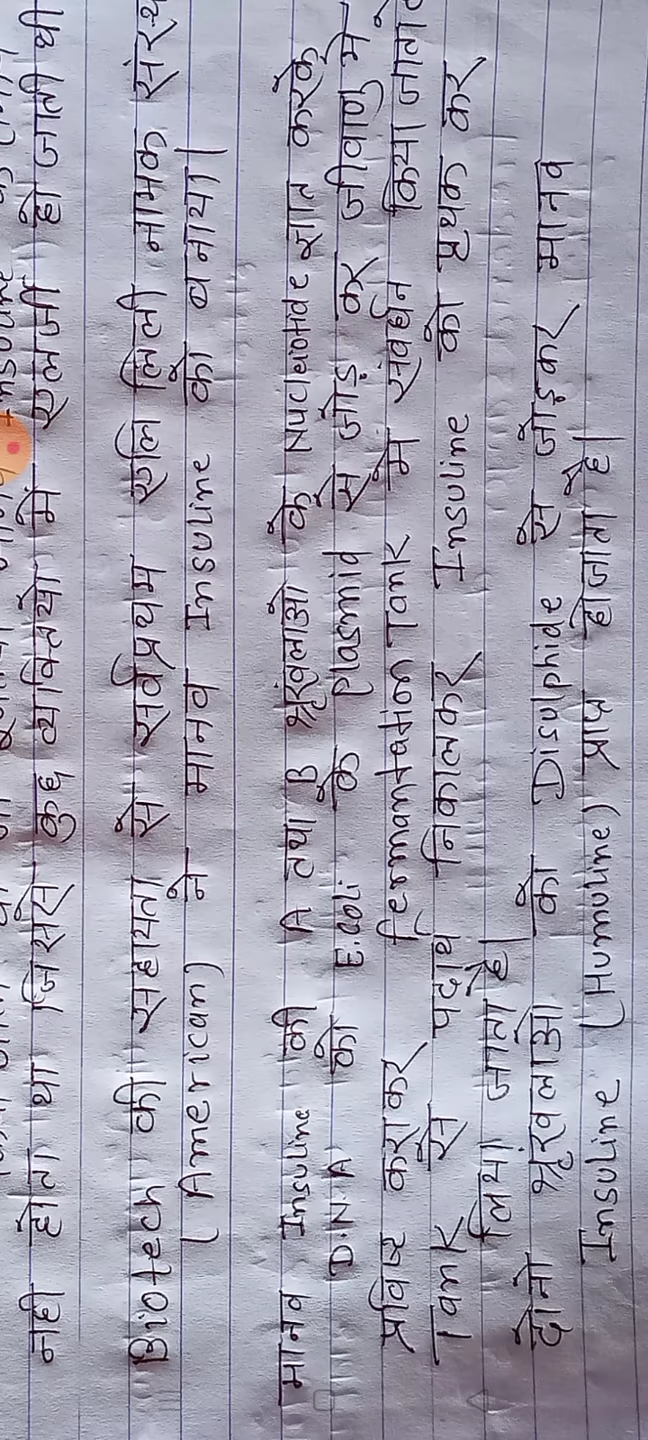 Insuline
नही होता था जिससे कुछ व्यक्तियो मे एलर्जी हो जाती थी
Biotech की सहायता से सर्वप्रथम एलि लिली नामक
(American) ने मानव Insuline को बनाया|
मानव Insuline की A तथा B श्रृंखलाओ के Nucleotide ज्ञात करके
D.N.A को E.coli के Plasmid से जोड़ कर जीवाणु मे
प्रविष्ट कराकर fermantation Tank मे संवर्धन किया जाता
Tank से पदार्थ निकालकर Insuline को पृथक कर
लिया जाता है|
दोनो श्रृखलाओ को Disulphide से जोड़कर मानव
Insuline (Humuline) प्राप्त होजाता है|